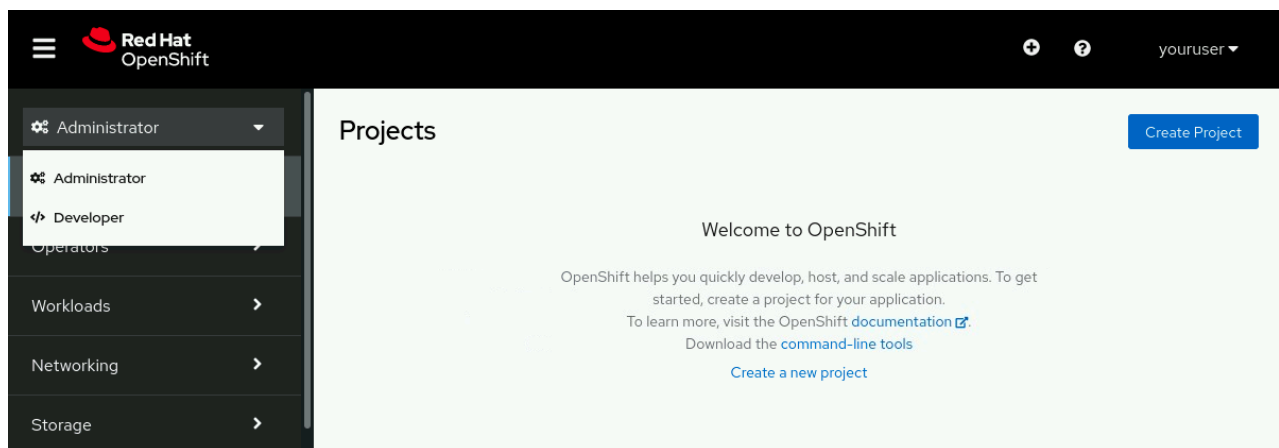 Red Hat
OpenShift
youruser
Administrator
Administrator
Developer
Operators
Workloads
Networking
Storage
Projects
Create Project
Welcome to OpenShift
OpenShift helps you quickly develop, host, and scale applications. To get
started, create a project for your application.
To learn more, visit the OpenShift documentation.
Download the command-line tools
Create a new project